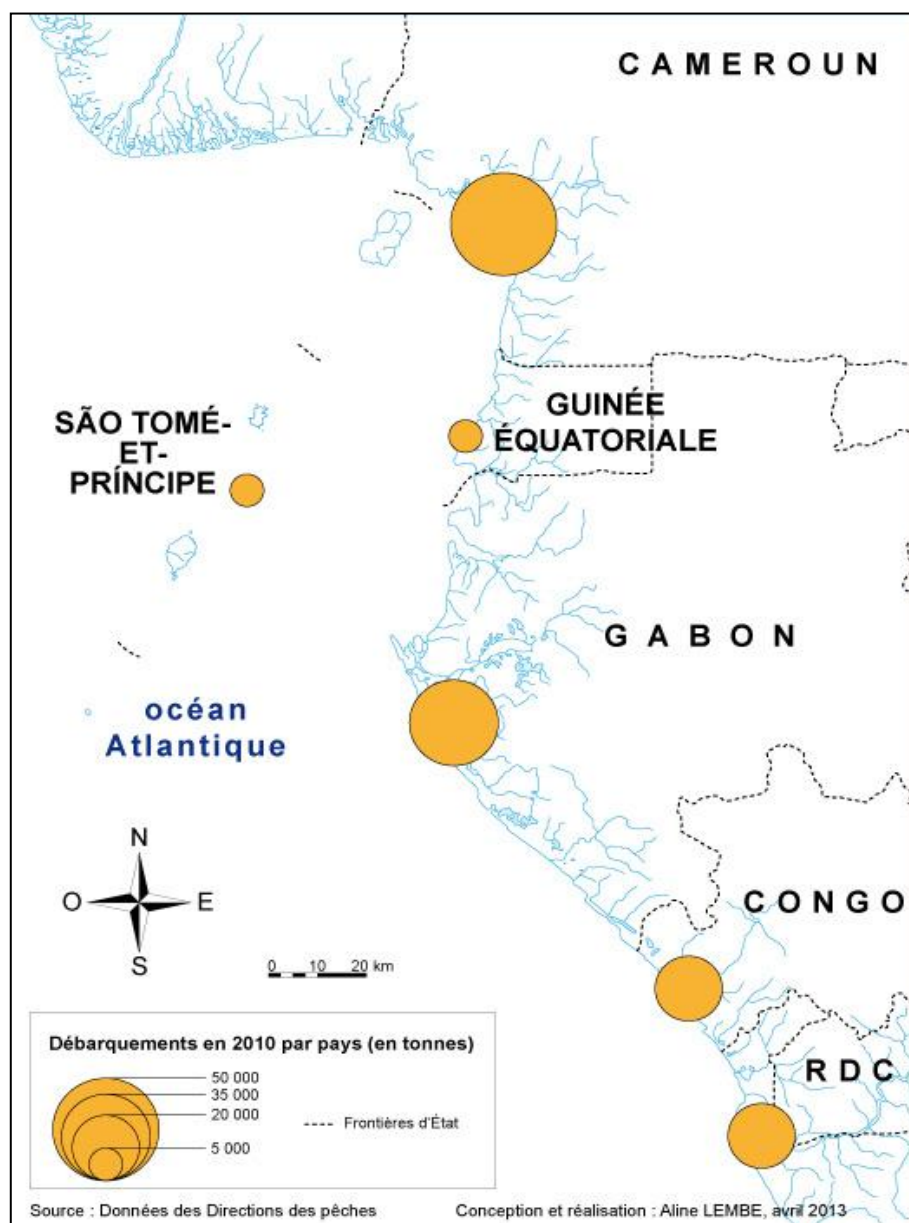 CAMEROUN
GUINÉE
ÉQUATORIALE
SÃO TOMÉ-
ET-
PRÍNCIPE
GABON
océan
Atlantique
N
O
E
S
CONGO
0 10 20 km
RDC
Débarquements en 2010 par pays (en tonnes)
50 000
35 000
20 000
5 000
Frontières d'État
Source : Données des Directions des pêches
Conception et réalisation : Aline LEMBE, avril 2013